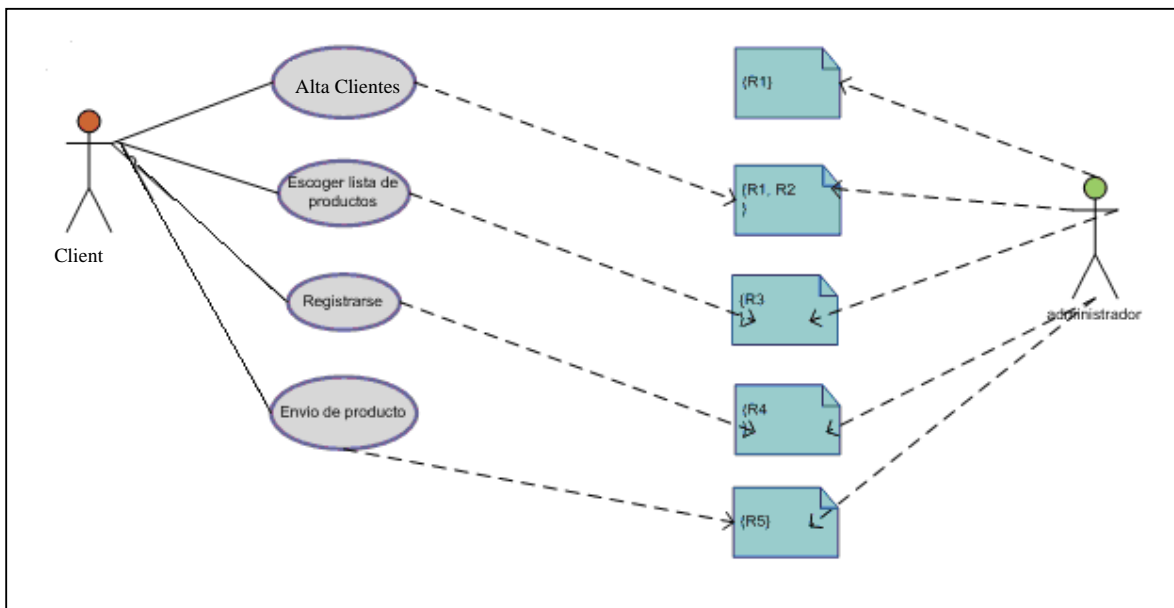 Alta Clientes
Escoger lista de
productos
Registrarse
Envio de producto
Client
{R1}
{R1, R2
}
{R3
}
{R4
}
{R5}
administrador